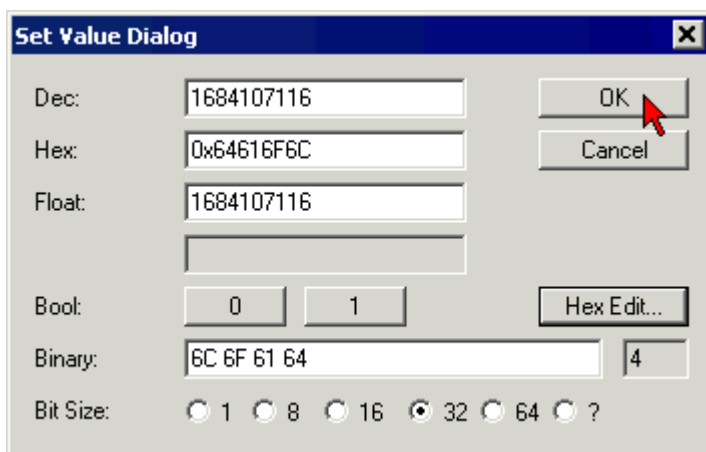 Set Value Dialog
Dec: 1684107116 OK
Hex: 0x64616F6C Cancel
Float: 1684107116
Bool: 0 1 Hex Edit...
Binary: 6C 6F 61 64 4
Bit Size: 1 8 16 32 64 ?